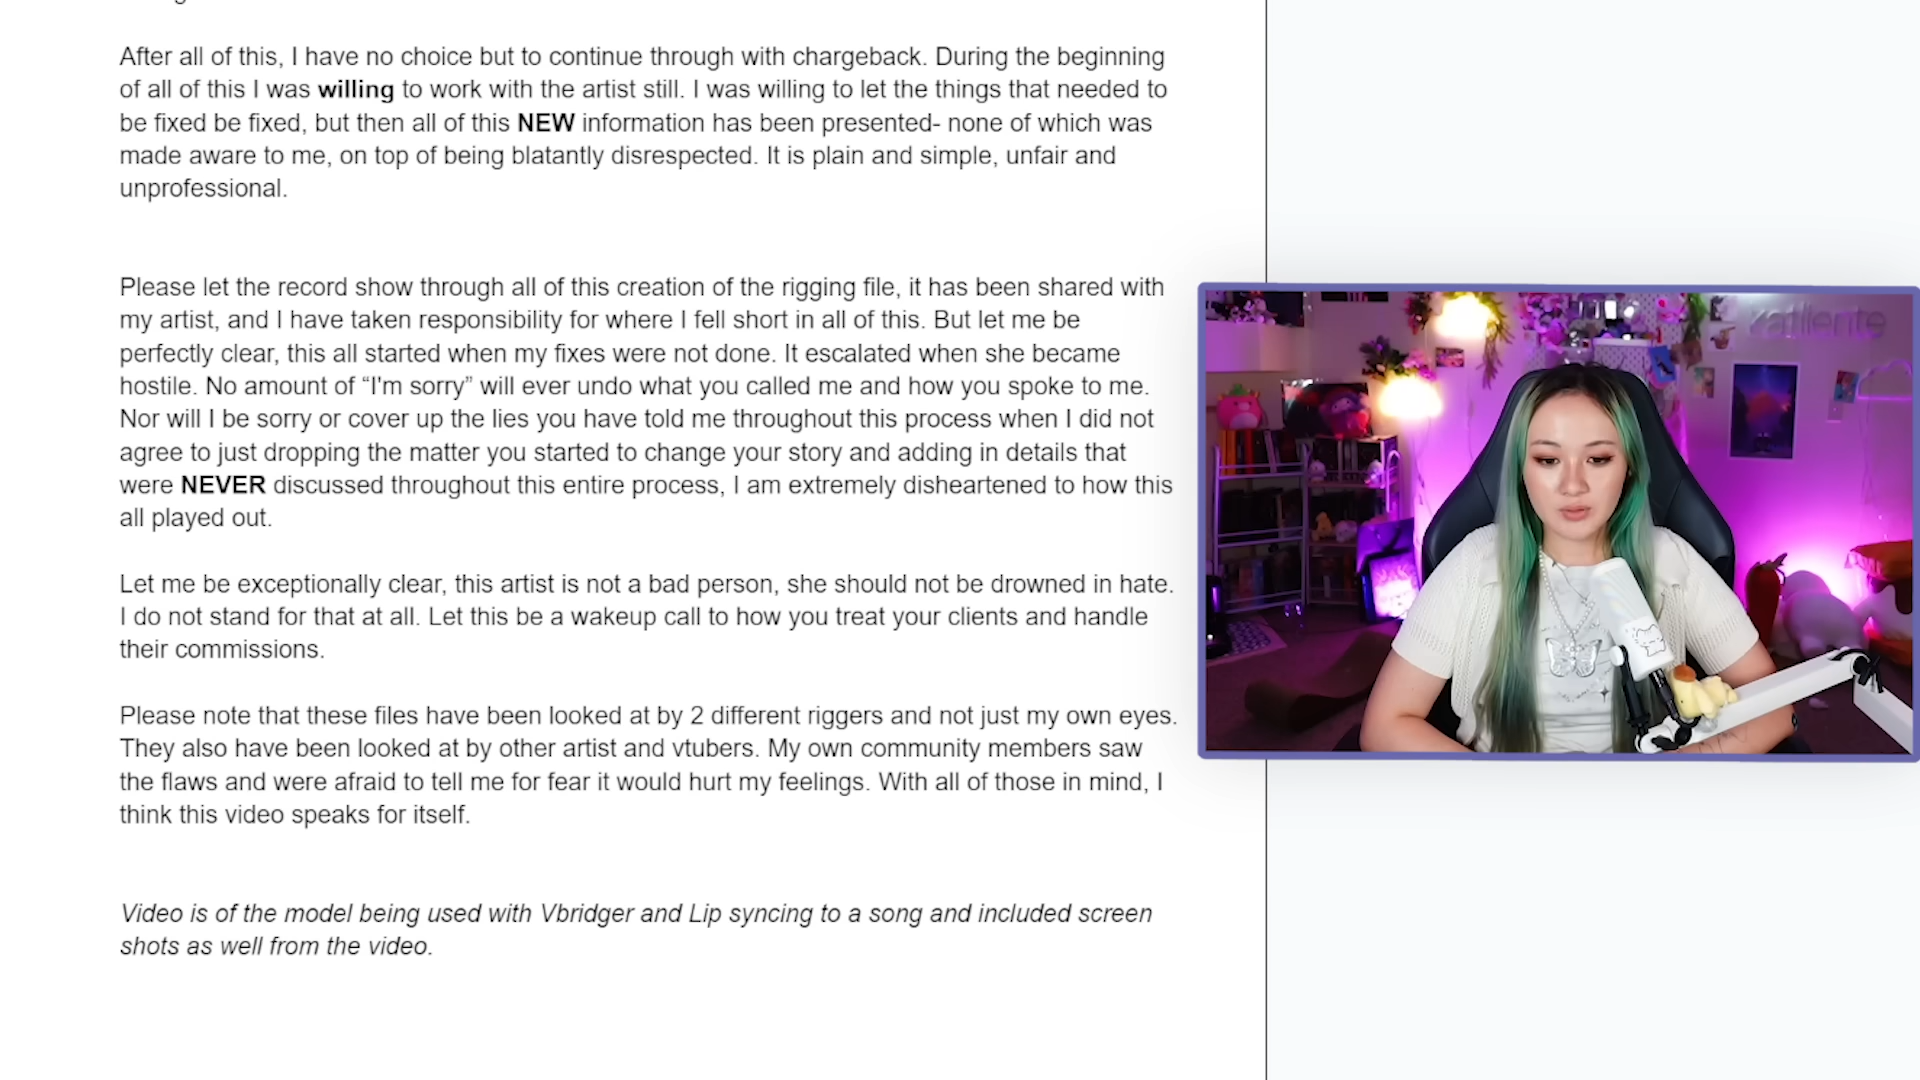 After all of this, I have no choice but to continue through with chargeback. During the beginning
of all of this I was willing to work with the artist still. I was willing to let the things that needed to
be fixed be fixed, but then all of this NEW information has been presented- none of which was
made aware to me, on top of being blatantly disrespected. It is plain and simple, unfair and
unprofessional.
Please let the record show through all of this creation of the rigging file, it has been shared with
my artist, and I have taken responsibility for where I fell short in all of this. But let me be
perfectly clear, this all started when my fixes were not done. It escalated when she became
hostile. No amount of “I'm sorry” will ever undo what you called me and how you spoke to me.
Nor will I be sorry or cover up the lies you have told me throughout this process when I did not
agree to just dropping the matter you started to change your story and adding in details that
were NEVER discussed throughout this entire process, I am extremely disheartened to how this
all played out.
Let me be exceptionally clear, this artist is not a bad person, she should not be drowned in hate.
I do not stand for that at all. Let this be a wakeup call to how you treat your clients and handle
their commissions.
Please note that these files have been looked at by 2 different riggers and not just my own eyes.
They also have been looked at by other artist and vtubers. My own community members saw
the flaws and were afraid to tell me for fear it would hurt my feelings. With all of those in mind, I
think this video speaks for itself.
Video is of the model being used with Vbridger and Lip syncing to a song and included screen
shots as well from the video.